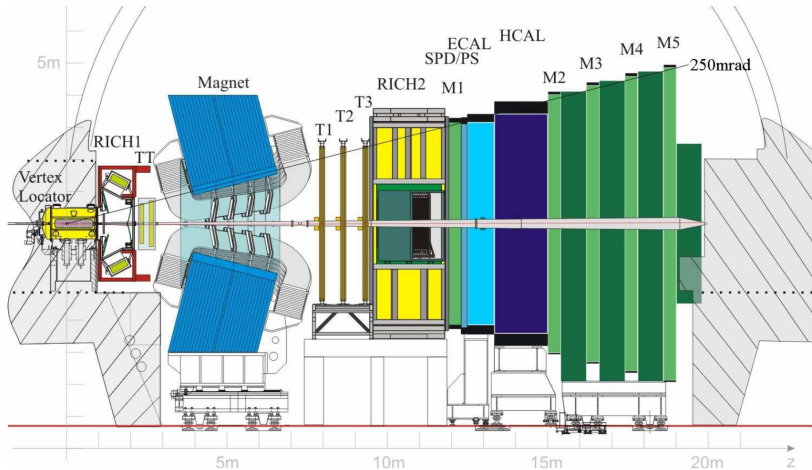 5m
Magnet
RICH1
TT
Vertex
Locator
T1
T2
T3
RICH2
M1
SPD/PS
ECAL
HCAL
M2
M3
M4
M5
250mrad
5m
10m
15m
20m
z